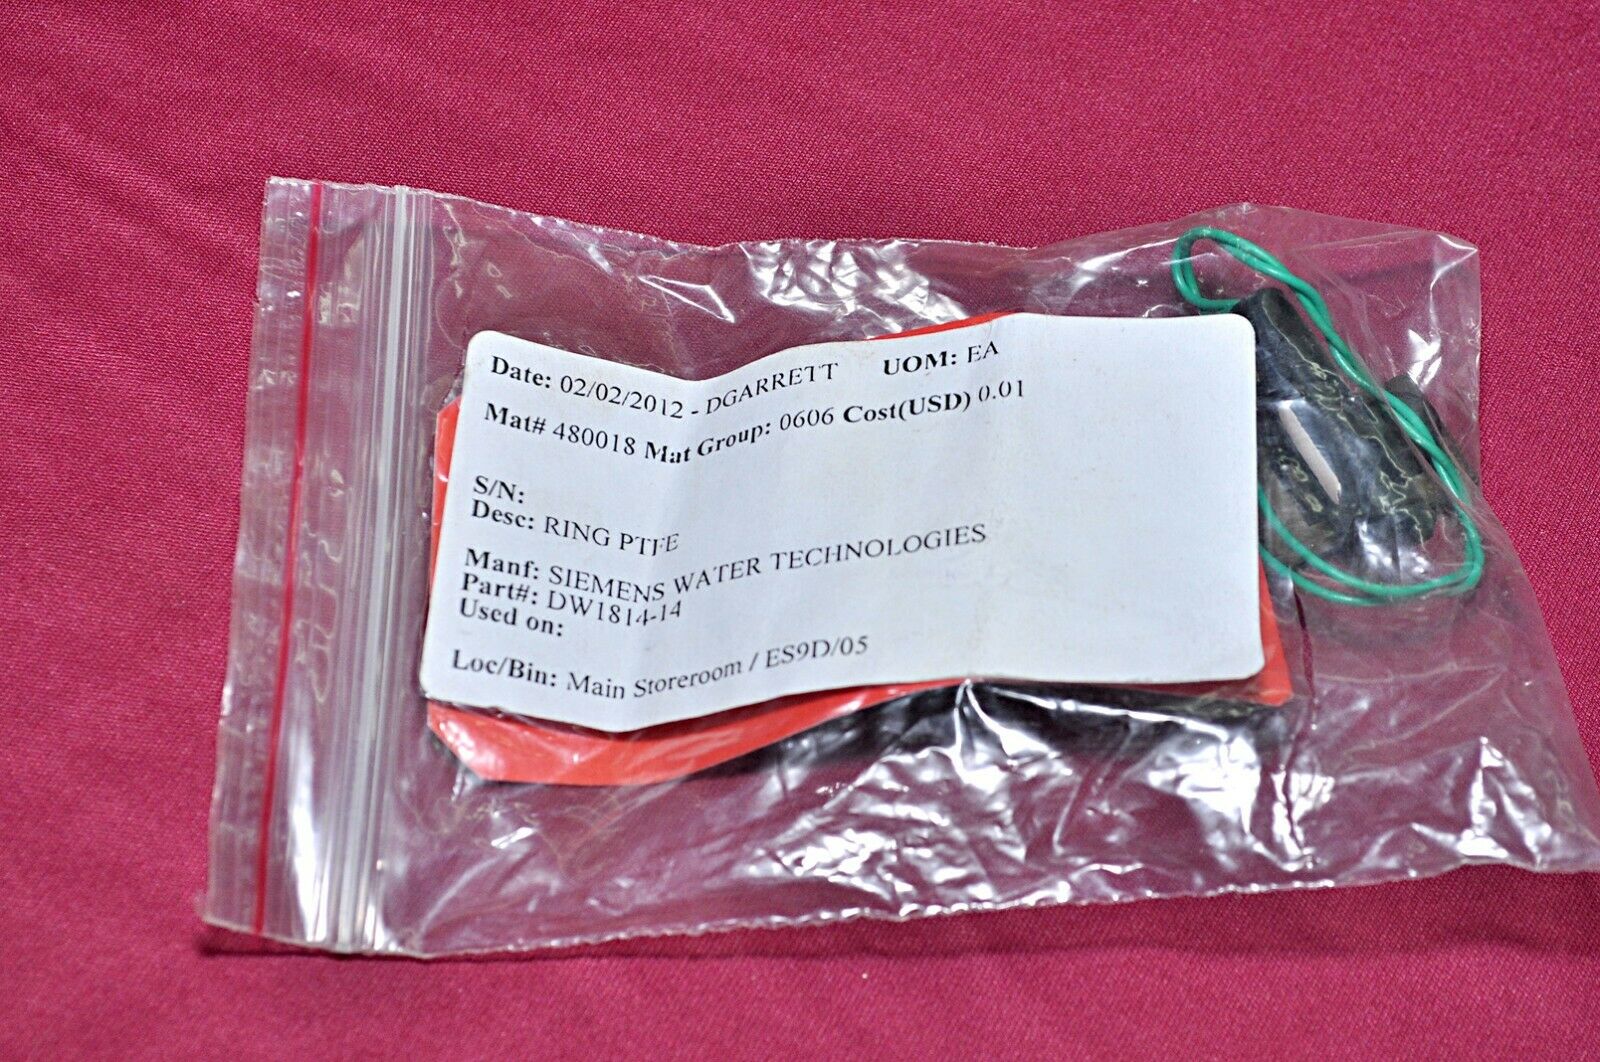 Date: 02/02/2012 - DGARRETT UOM: EA
Mat# 480018 Mat Group: 0606 Cost(USD) 0.01
S/N:
Desc: RING PTFE
Manf: SIEMENS WATER TECHNOLOGIES
Part#: DW1814-14
Used on:
Loc/Bin: Main Storeroom / ES9D/05